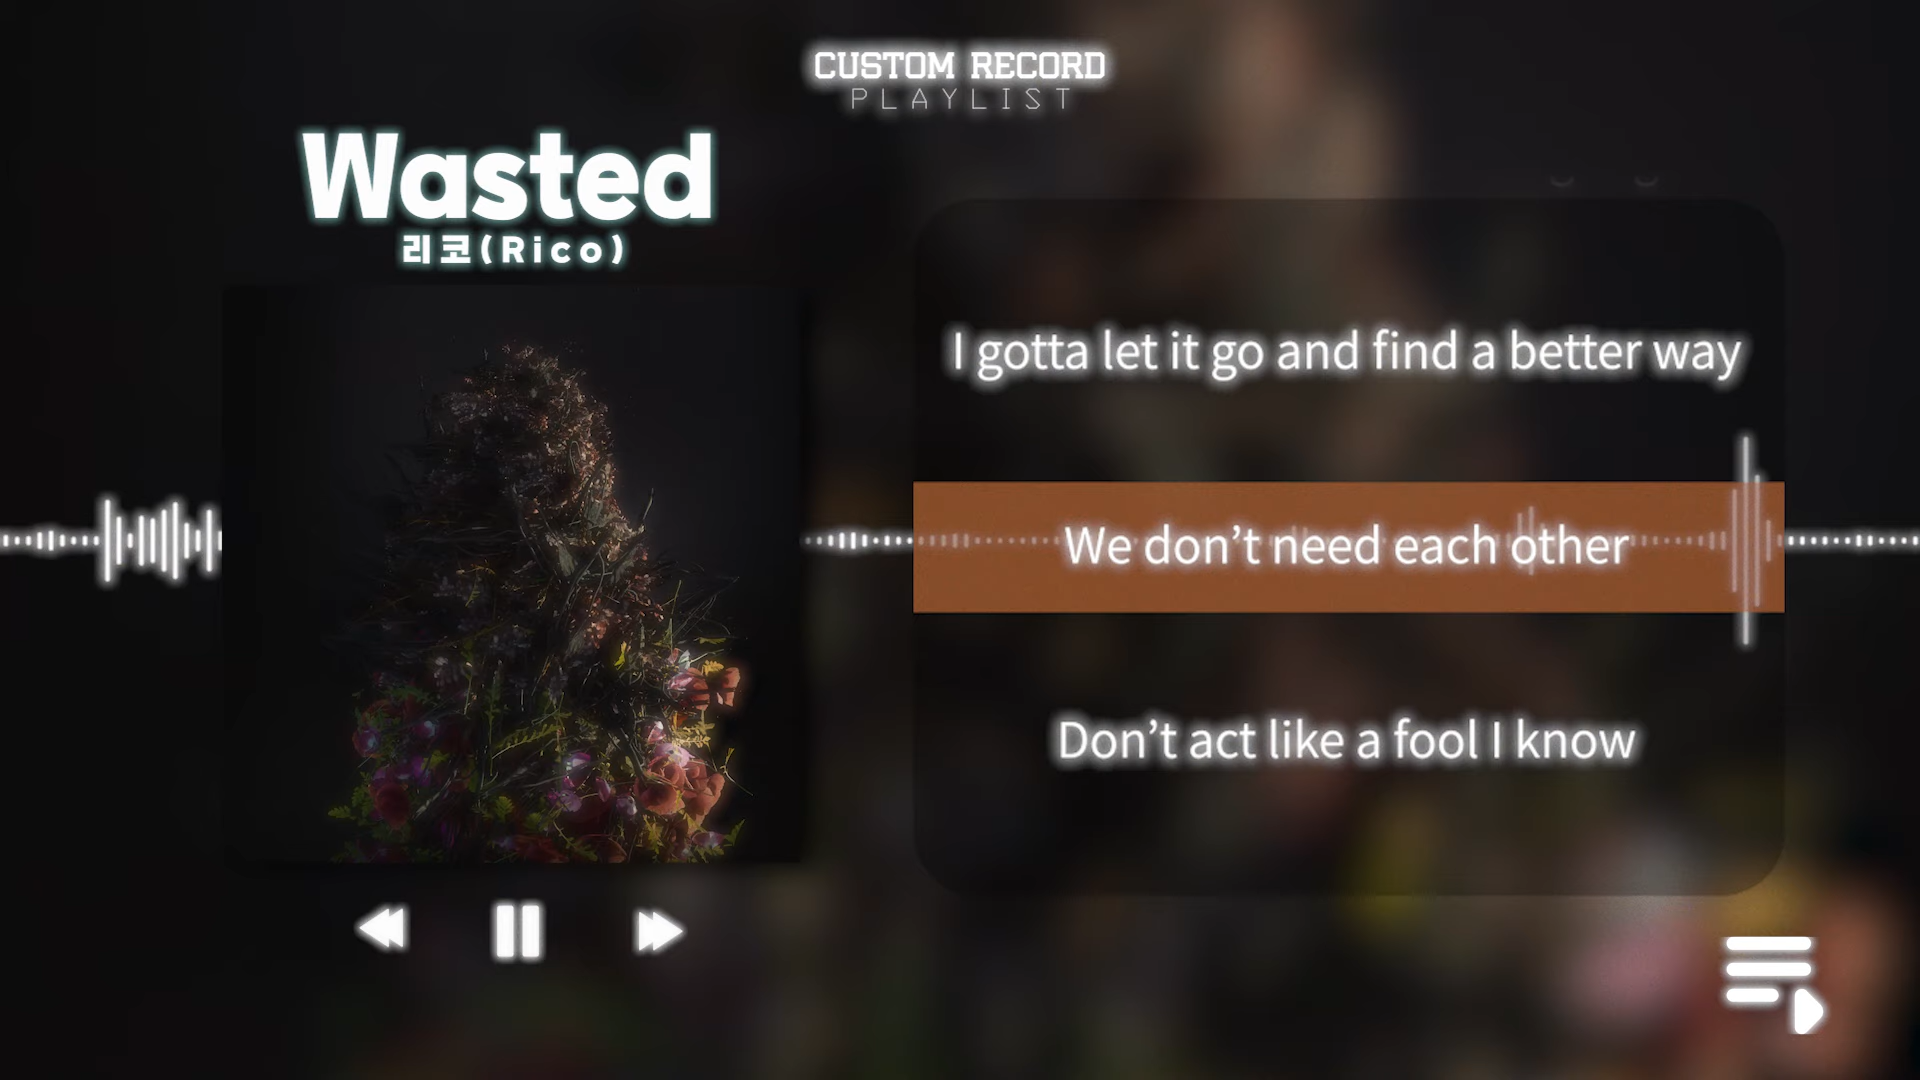 CUSTOM RECORD
PLAYLIST
Wasted
리코(Rico)
I gotta let it go and find a better way
We don’t need each other
Don’t act like a fool I know